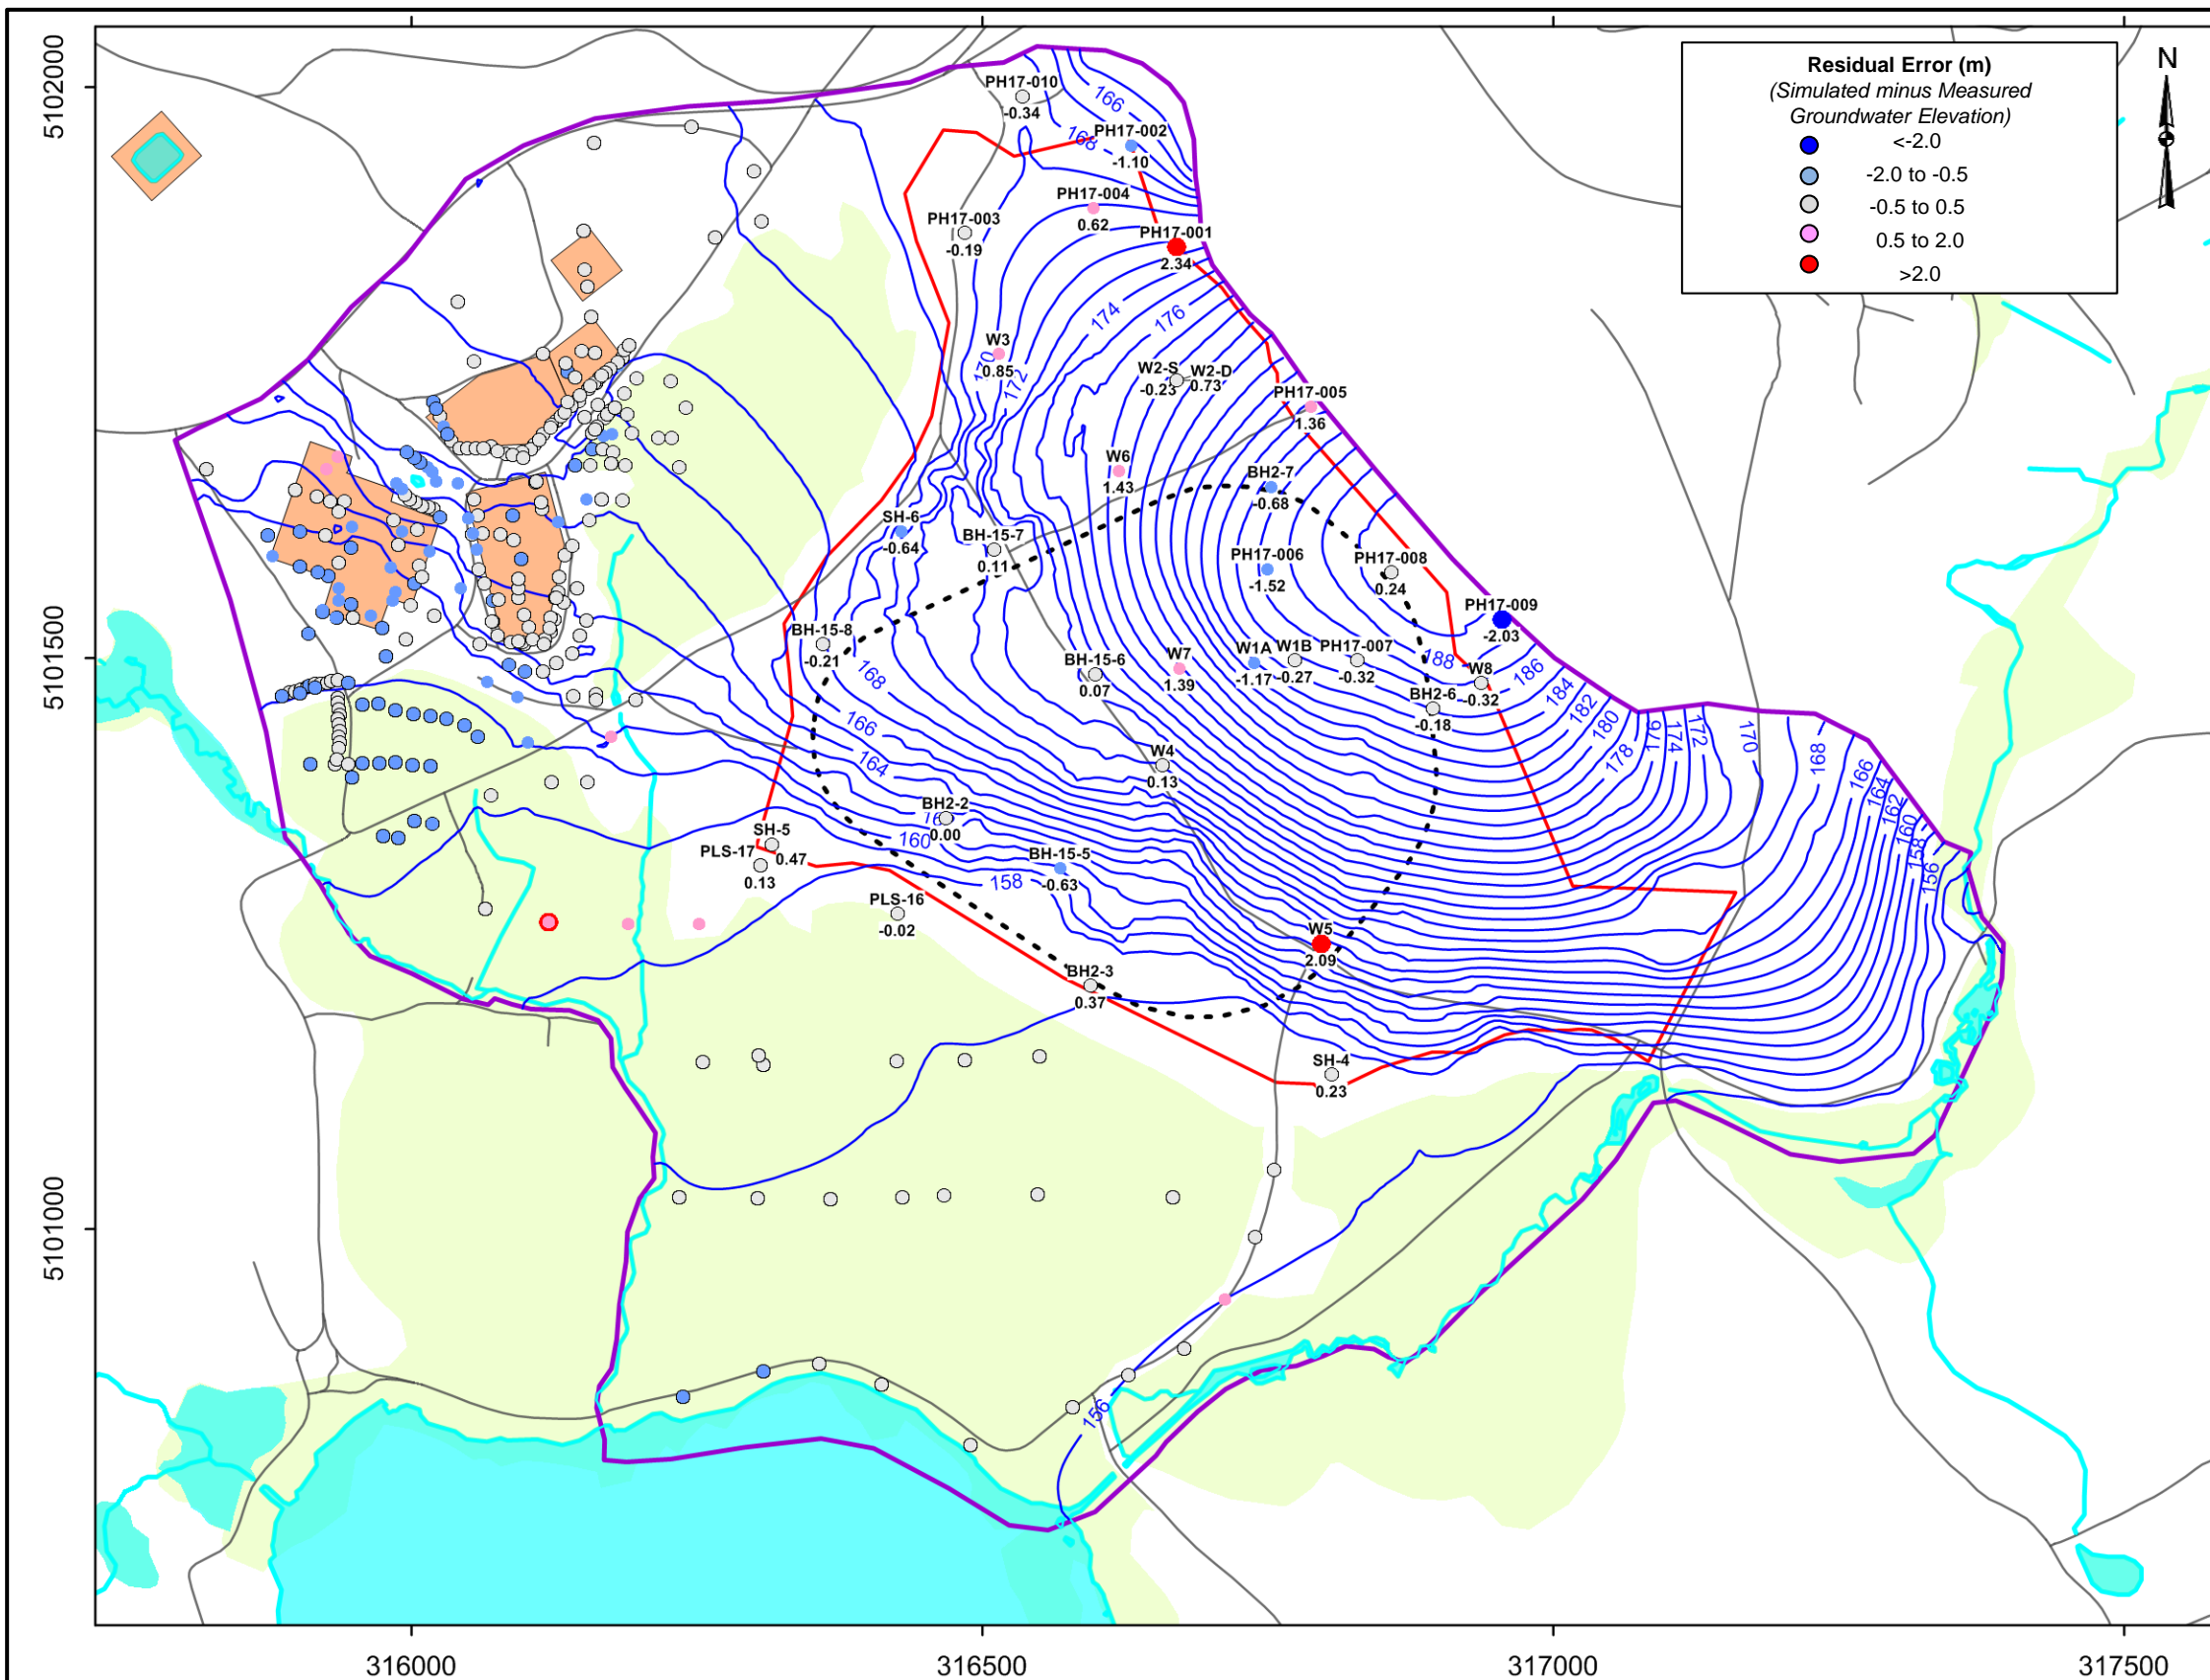 Residual Error (m)
(Simulated minus Measured
Groundwater Elevation)
<-2.0
-2.0 to -0.5
-0.5 to 0.5
0.5 to 2.0
>2.0
N
5102000
5101500
5101000
316000
316500
317000
317500
PH17-010
-0.34
166
168
PH17-002
-1.10
PH17-004
0.62
PH17-003
-0.19
PH17-001
2.34
174
176
W3
0.85
170
172
W2-S
-0.23
W2-D
0.73
PH17-005
1.36
W6
1.43
BH2-7
-0.68
SH-6
-0.64
BH-15-7
0.11
PH17-006
-1.52
PH17-008
0.24
PH17-009
-2.03
BH-15-8
-0.21
168
BH-15-6
0.07
W7
1.39
W1A
-1.17
W1B
-0.27
PH17-007
-0.32
188
W8
-0.32
186
184
182
180
178
176
174
172
170
168
166
164
162
160
158
156
BH2-6
-0.18
166
164
W4
0.13
BH2-2
0.00
160
SH-5
0.47
PLS-17
0.13
BH-15-5
-0.63
158
PLS-16
-0.02
W5
2.09
BH2-3
0.37
SH-4
0.23
156